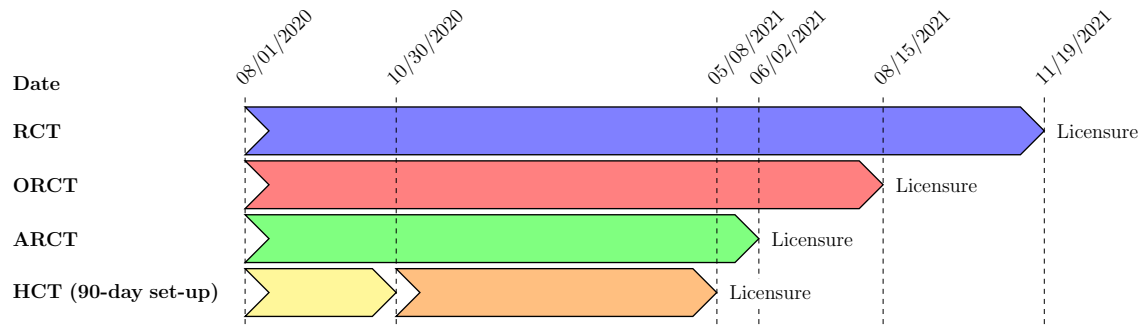 08/01/2020
10/30/2020
05/08/2021
06/02/2021
08/15/2021
11/19/2021
Date
RCT
Licensure
ORCT
Licensure
ARCT
Licensure
HCT (90-day set-up)
Licensure